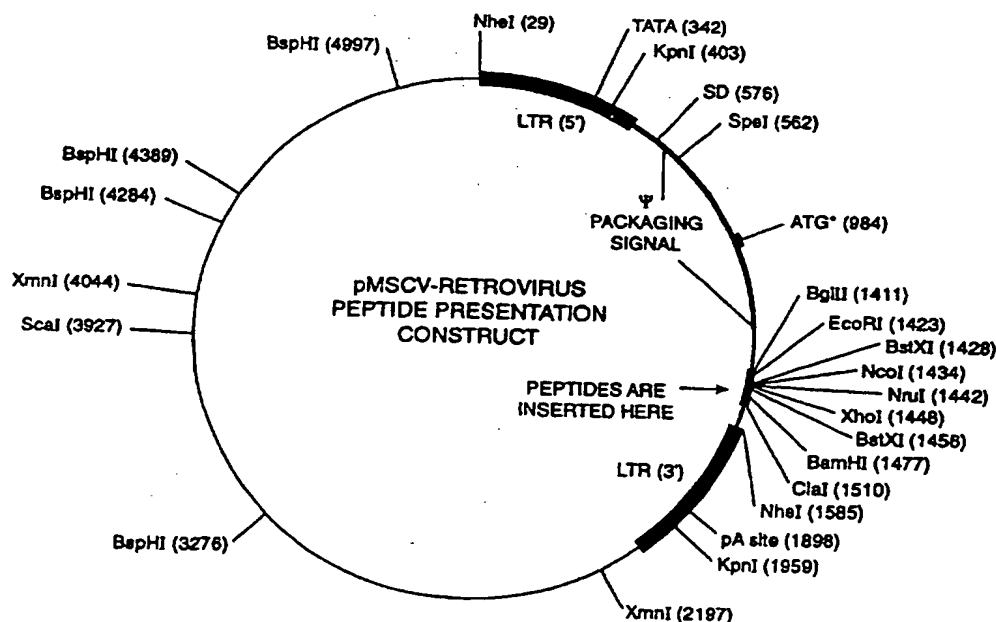 NheI (29)
TATA (342)
KpnI (403)
SD (576)
SpeI (562)
ATG* (984)
BglII (1411)
EcoRI (1423)
BstXI (1428)
NcoI (1434)
NruI (1442)
XhoI (1448)
BstXI (1458)
BamHI (1477)
ClaI (1510)
NheI (1585)
pA site (1898)
KpnI (1959)
XmnI (2197)
BspHI (3276)
ScaI (3927)
XmnI (4044)
BspHI (4284)
BspHI (4389)
BspHI (4997)
LTR (5')
Ψ
PACKAGING
SIGNAL
pMSCV-RETROVIRUS
PEPTIDE PRESENTATION
CONSTRUCT
PEPTIDES ARE
INSERTED HERE
LTR (3')